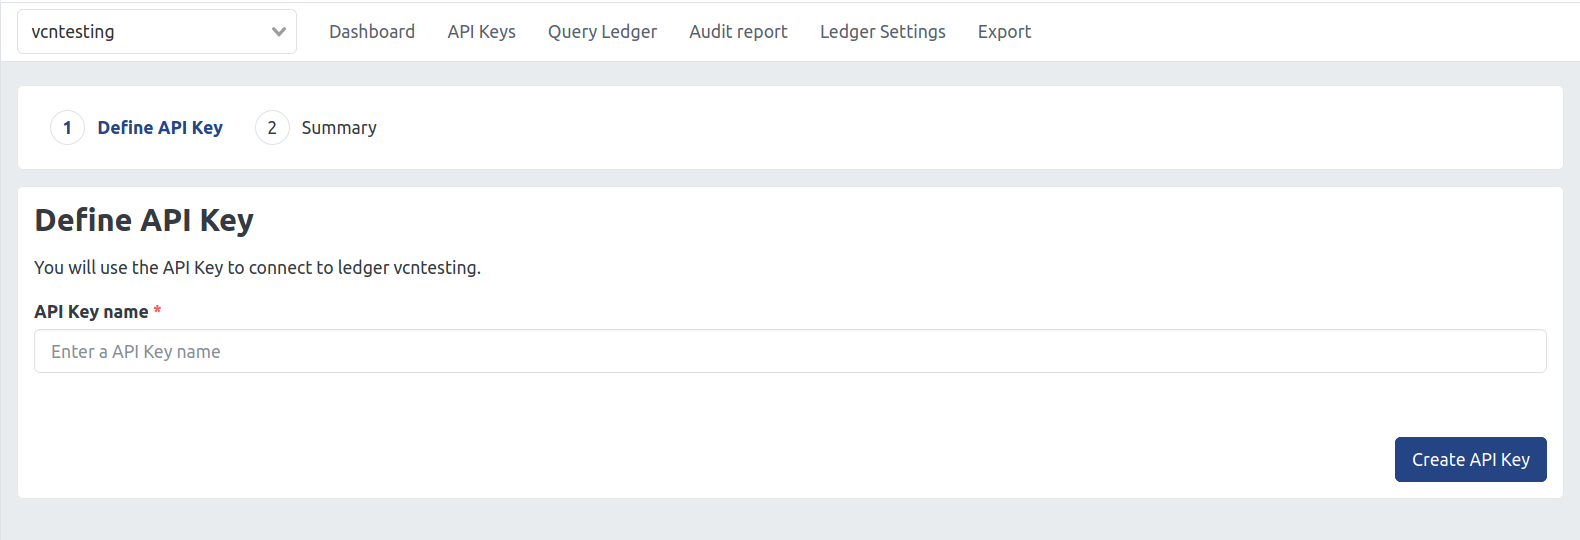 vcntesting Dashboard API Keys Query Ledger Audit report Ledger Settings Export
1 Define API Key 2 Summary
Define API Key
You will use the API Key to connect to ledger vcntesting.
API Key name *
Enter a API Key name
Create API Key